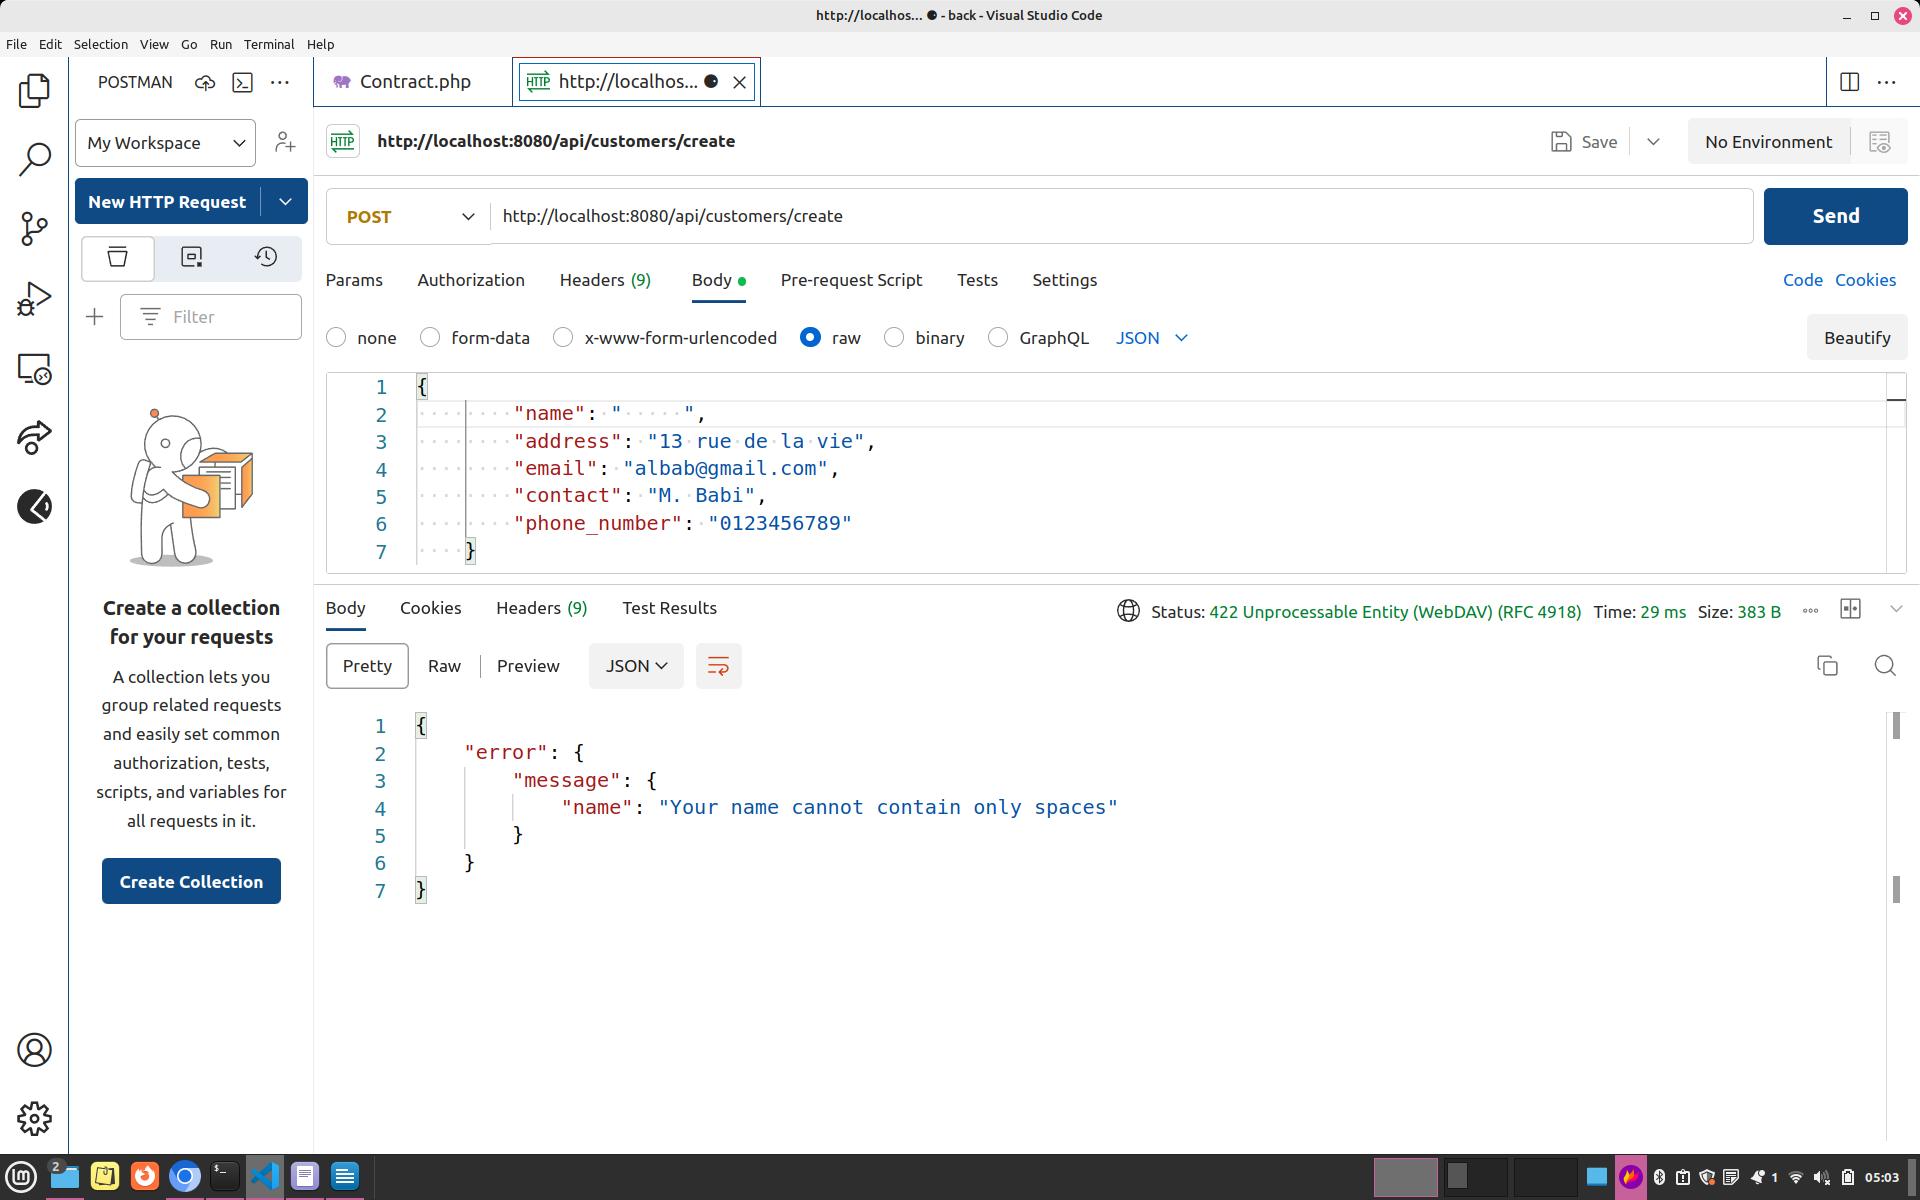 http://localhos... ⚈ - back - Visual Studio Code
File Edit Selection View Go Run Terminal Help
POSTMAN
Contract.php
HTTP http://localhos...
My Workspace
HTTP http://localhost:8080/api/customers/create
Save
No Environment
New HTTP Request
POST
http://localhost:8080/api/customers/create
Send
Params Authorization Headers (9) Body Pre-request Script Tests Settings
Code Cookies
Filter
none form-data x-www-form-urlencoded raw binary GraphQL JSON
Beautify
1 {
2 "name": "     ",
3 "address": "13 rue de la vie",
4 "email": "albab@gmail.com",
5 "contact": "M. Babi",
6 "phone_number": "0123456789"
7 }
Create a collection
for your requests
A collection lets you
group related requests
and easily set common
authorization, tests,
scripts, and variables for
all requests in it.
Create Collection
Body Cookies Headers (9) Test Results
Status: 422 Unprocessable Entity (WebDAV) (RFC 4918) Time: 29 ms Size: 383 B
Pretty Raw Preview JSON
1 {
2 "error": {
3 "message": {
4 "name": "Your name cannot contain only spaces"
5 }
6 }
7 }
2
$_
1
05:03